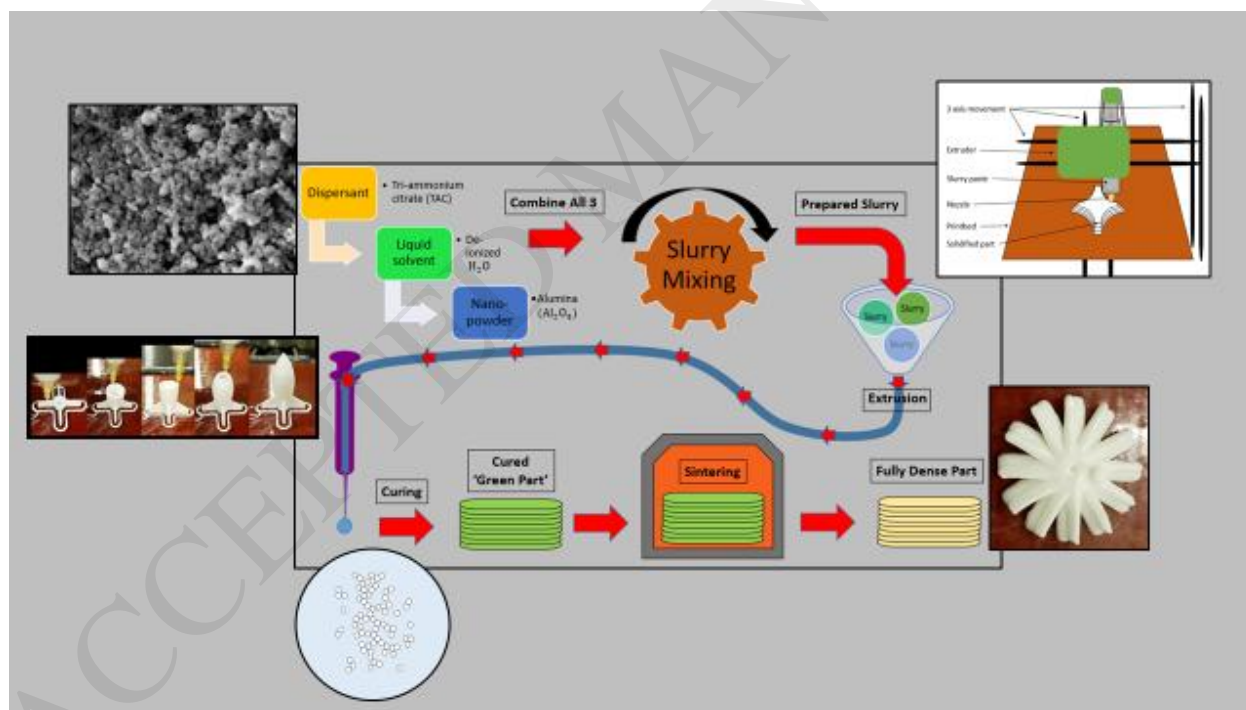 ACCEPTED MAN
Dispersant
• Tri-ammonium
citrate (TAC)
Liquid
solvent
• De-
ionized
H₂O
Nano-
powder
•Alumina
(Al₂O₃)
Combine All 3
Slurry
Mixing
Prepared Slurry
Slurry
Slurry
Slurry
Extrusion
3 axis movement
Extruder
Slurry paste
Nozzle
Printbed
Solidified part
Curing
Cured
'Green Part'
Sintering
Fully Dense Part